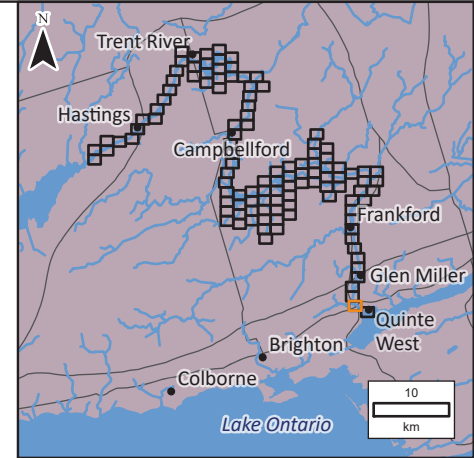 N
Trent River
Hastings
Campbellford
Frankford
Glen Miller
Quinte
West
Brighton
Colborne
Lake Ontario
10
km